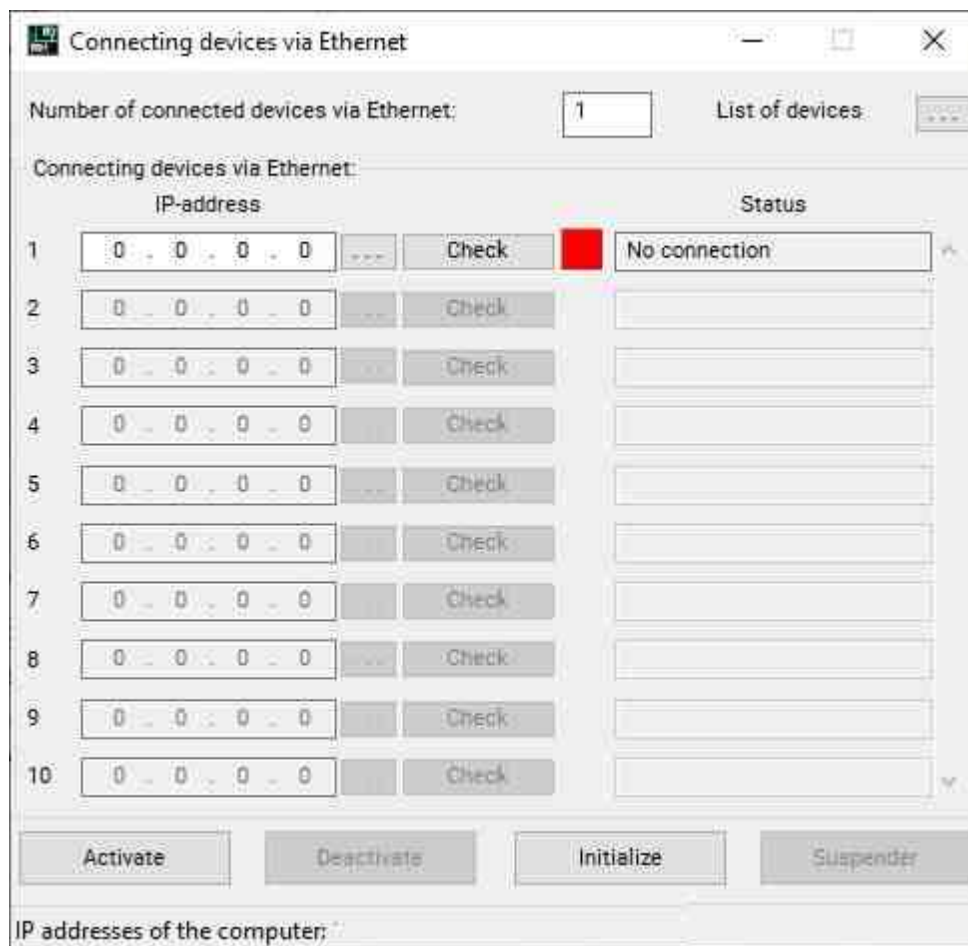 Connecting devices via Ethernet
Number of connected devices via Ethernet: 1 List of devices ...
Connecting devices via Ethernet:
IP-address Status
1 0 . 0 . 0 . 0 ... Check No connection
2 0 . 0 . 0 . 0 ... Check
3 0 . 0 . 0 . 0 ... Check
4 0 . 0 . 0 . 0 ... Check
5 0 . 0 . 0 . 0 ... Check
6 0 . 0 . 0 . 0 ... Check
7 0 . 0 . 0 . 0 ... Check
8 0 . 0 . 0 . 0 ... Check
9 0 . 0 . 0 . 0 ... Check
10 0 . 0 . 0 . 0 ... Check
Activate Deactivate Initialize Suspender
IP addresses of the computer: